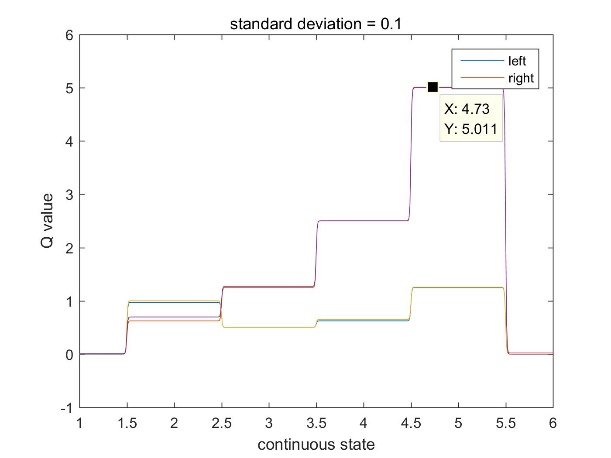 standard deviation = 0.1
6
5
4
3
2
1
0
-1
Q value
left
right
X: 4.73
Y: 5.011
1 1.5 2 2.5 3 3.5 4 4.5 5 5.5 6
continuous state